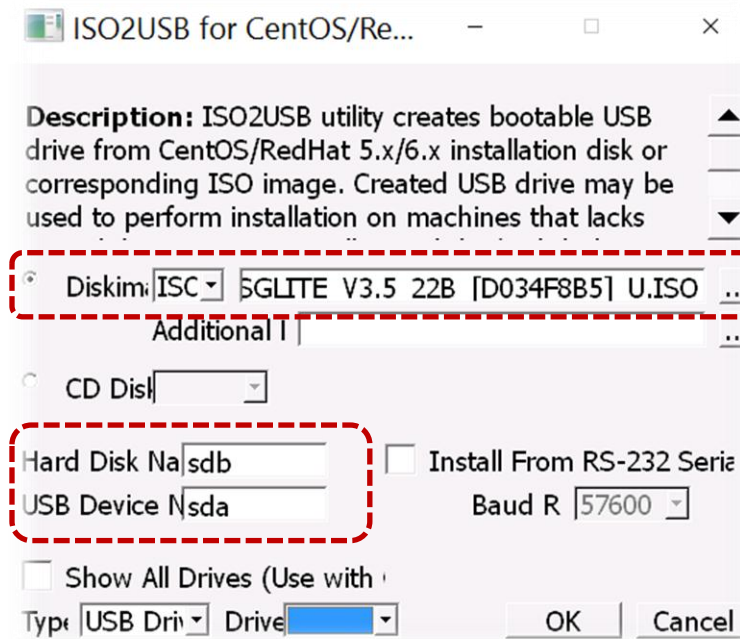 ISO2USB for CentOS/Re...
Description: ISO2USB utility creates bootable USB
drive from CentOS/RedHat 5.x/6.x installation disk or
corresponding ISO image. Created USB drive may be
used to perform installation on machines that lacks
Diskima ISO SGLITE V3.5 22B [D034F8B5] U.ISO ..
Additional I ..
CD Disk
Hard Disk Na sdb Install From RS-232 Seria
USB Device N sda Baud R 57600
Show All Drives (Use with
Type USB Driv Drive OK Cancel